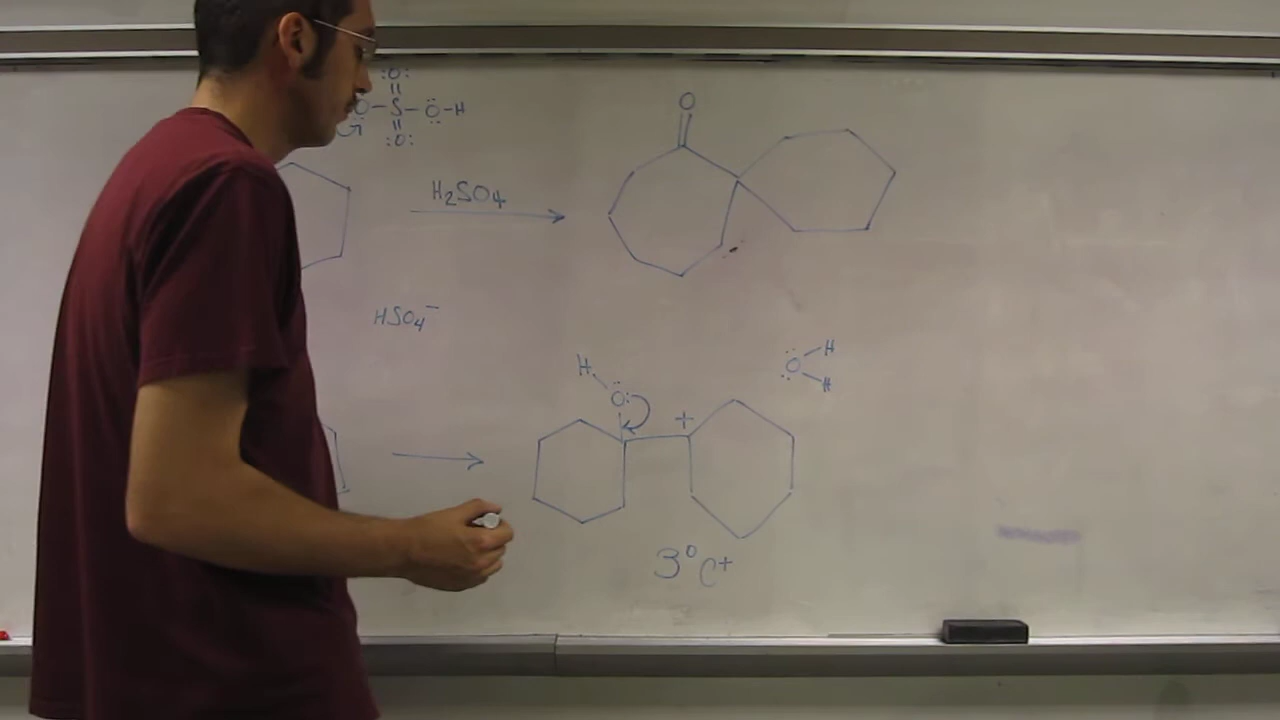 :O:
O-S-O-H
:O:
O
H₂SO₄
HSO₄⁻
H
O:
+
O
H
H
3° C+